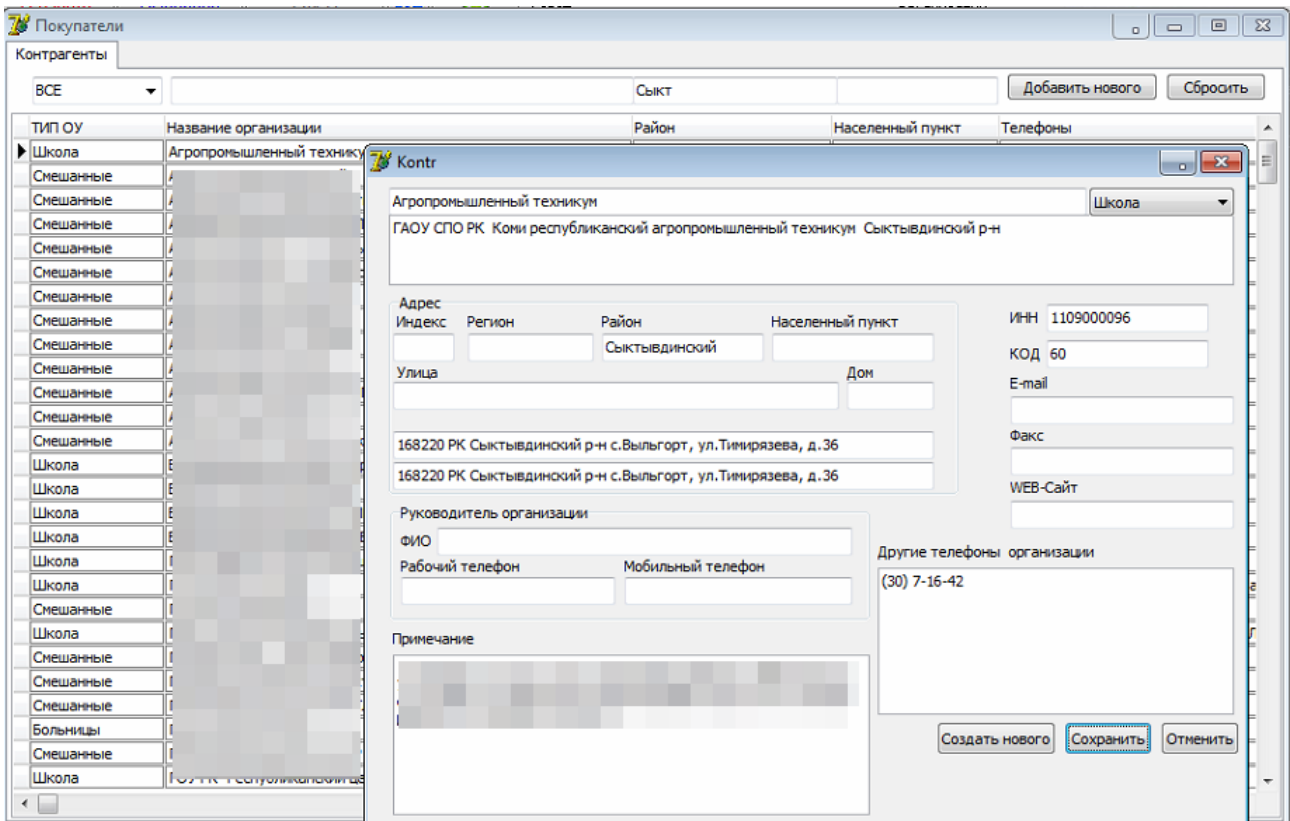 Покупатели
Контрагенты
ВСЕ Сыкт Добавить нового Сбросить
ТИП ОУ Название организации Район Населенный пункт Телефоны
Школа Агропромышленный
Kontr
Агропромышленный техникум Школа
ГАОУ СПО РК Коми республиканский агропромышленный техникум Сыктывдинский р-н
Адрес
Индекс Регион Район Населенный пункт
Сыктывдинский
Улица Дом
168220 РК Сыктывдинский р-н с.Выльгорт, ул.Тимирязева, д.36
168220 РК Сыктывдинский р-н с.Выльгорт, ул.Тимирязева, д.36
ИНН 1109000096
КОД 60
E-mail
Факс
WEB-Сайт
Руководитель организации
ФИО
Рабочий телефон Мобильный телефон
Другие телефоны организации
(30) 7-16-42
Примечание
Создать нового Сохранить Отменить
Смешанные
Смешанные
Смешанные
Смешанные
Смешанные
Смешанные
Смешанные
Смешанные
Смешанные
Смешанные
Смешанные
Смешанные
Школа
Школа
Школа
Школа
Школа
Школа
Смешанные
Школа
Смешанные
Смешанные
Смешанные
Больницы
Смешанные
Школа